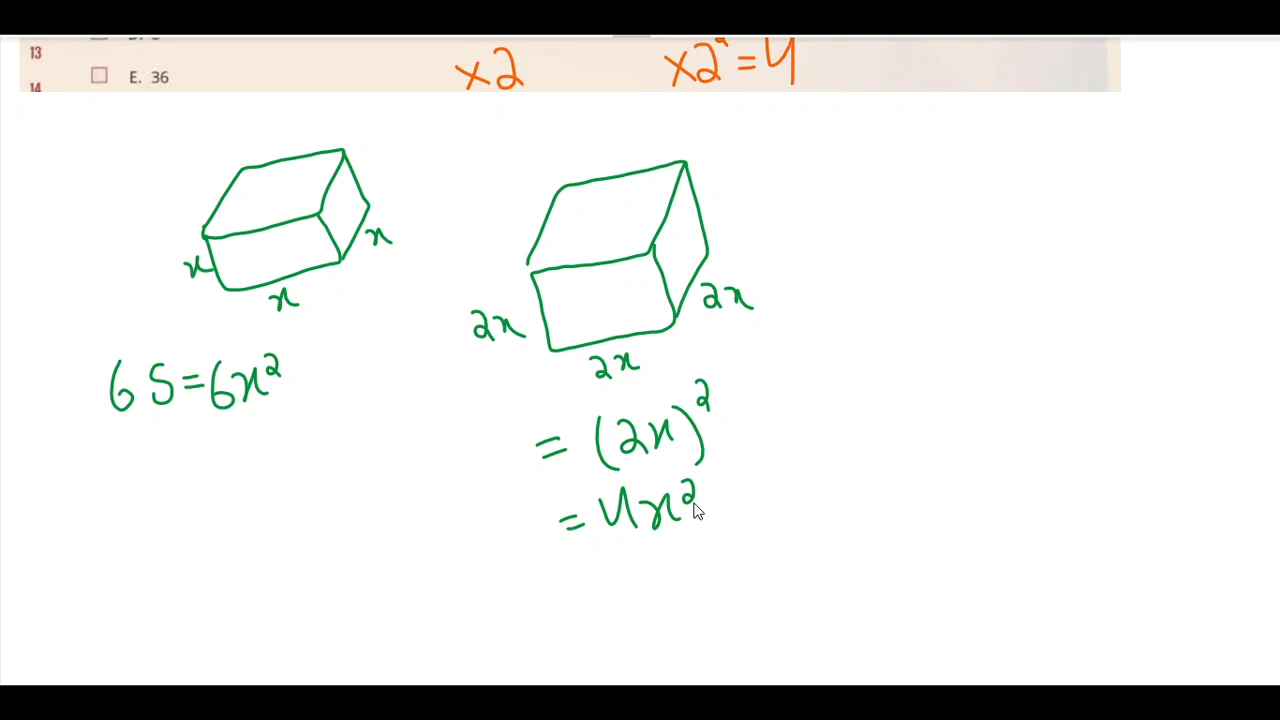 13
E. 36
14
×2
×2² = 4
x
x
x
2x
2x
2x
6 S = 6x²
= (2x)²
= 4x²